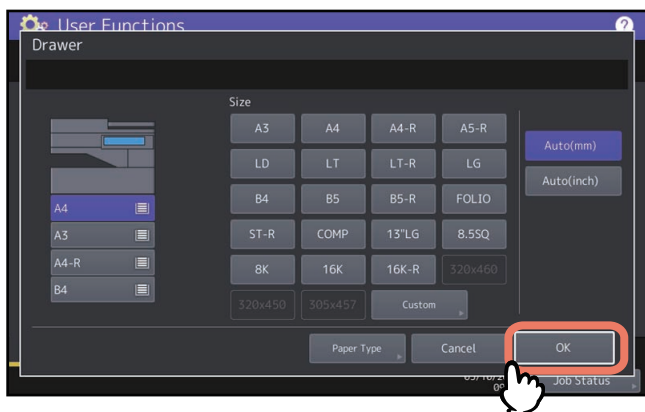 User Functions
?
Drawer
Size
A3 A4 A4-R A5-R
LD LT LT-R LG
B4 B5 B5-R FOLIO
ST-R COMP 13"LG 8.5SQ
8K 16K 16K-R 320x460
320x450 305x457 Custom
Auto(mm)
Auto(inch)
A4
A3
A4-R
B4
Paper Type Cancel OK
Job Status